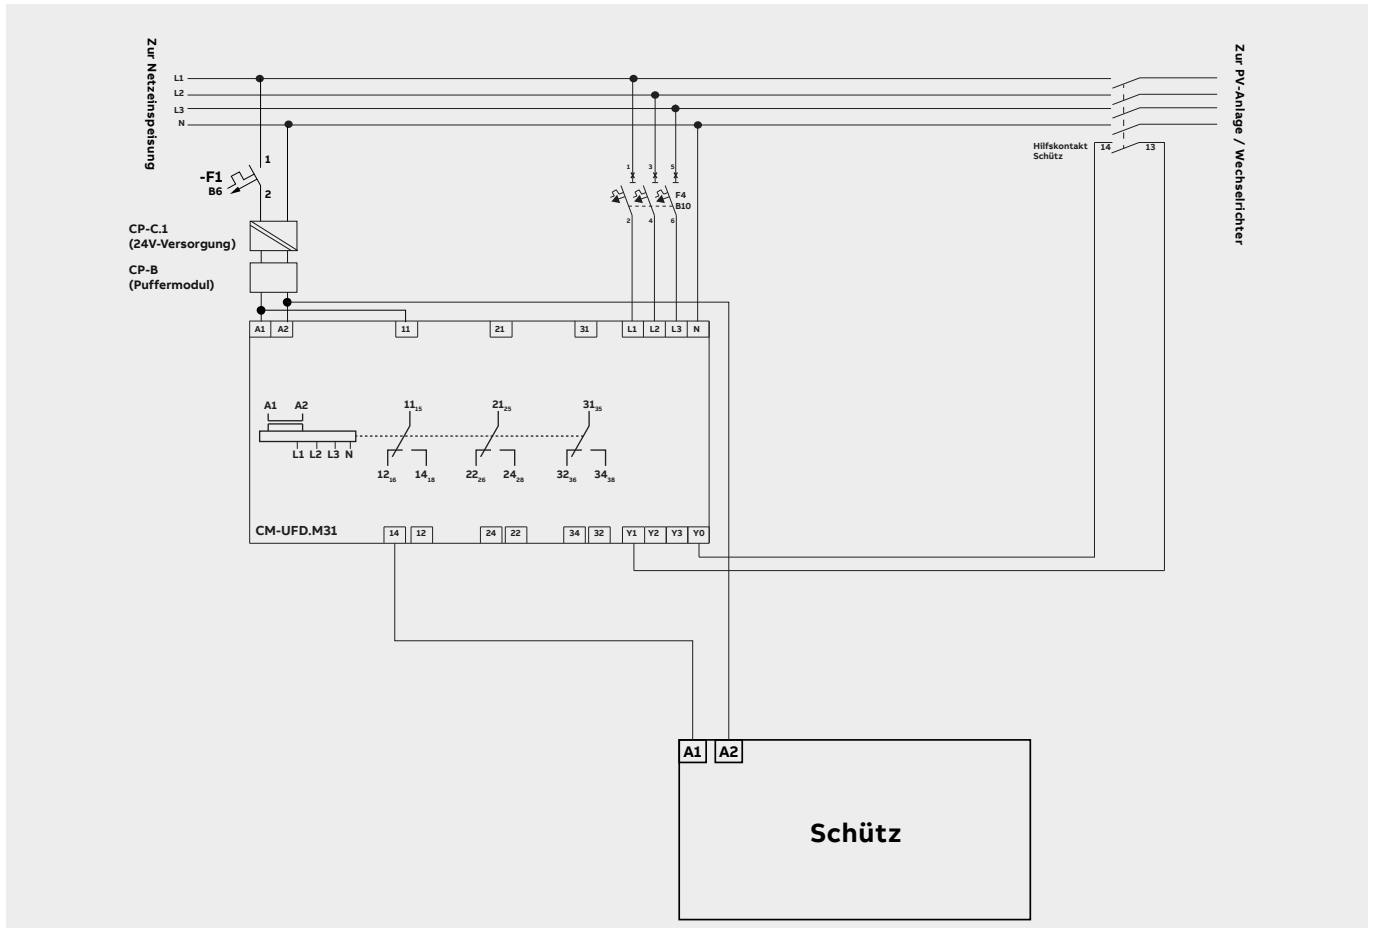 Zur Netzeinspeisung
L1
L2
L3
N
Zur PV-Anlage / Wechselrichter
Hilfskontakt
Schütz
14
13
-F1
B6
1
2
1
3
5
F4
B10
2
4
6
CP-C.1
(24V-Versorgung)
CP-B
(Puffermodul)
A1 A2 11 21 31 L1 L2 L3 N
A1 A2
L1 L2 L3 N
11₁₅
12₁₆ 14₁₈
21₂₅
22₂₆ 24₂₈
31₃₅
32₃₆ 34₃₈
CM-UFD.M31
14 12 24 22 34 32 Y1 Y2 Y3 Y0
A1 A2
Schütz